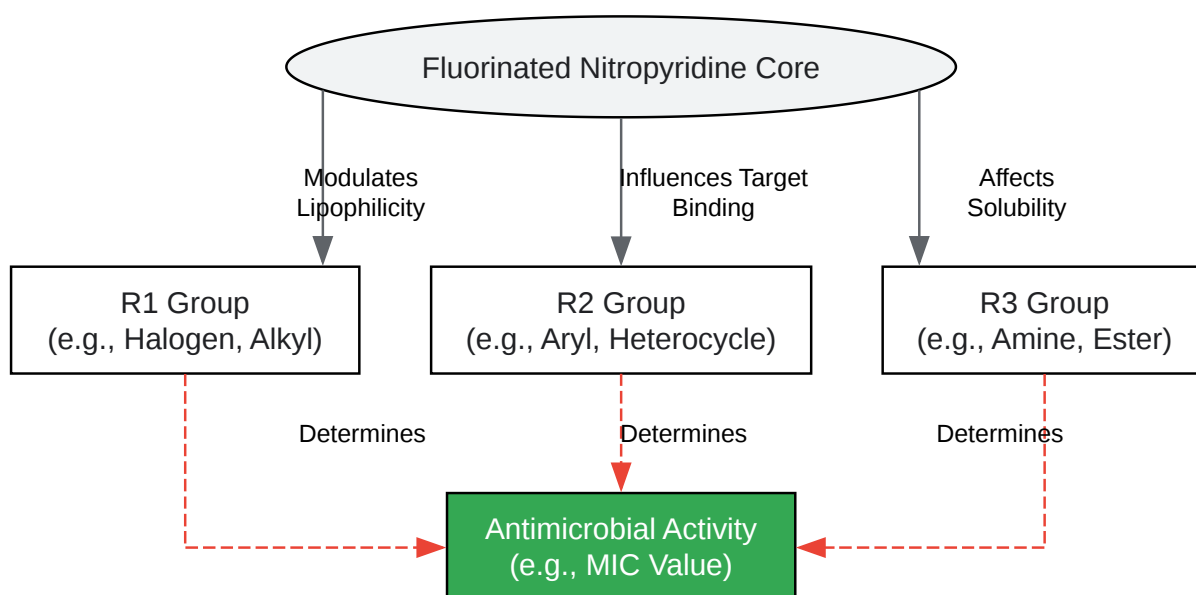 Fluorinated Nitropyridine Core
Modulates
Lipophilicity
Influences Target
Binding
Affects
Solubility
R1 Group
(e.g., Halogen, Alkyl)
R2 Group
(e.g., Aryl, Heterocycle)
R3 Group
(e.g., Amine, Ester)
Determines
Determines
Determines
Antimicrobial Activity
(e.g., MIC Value)